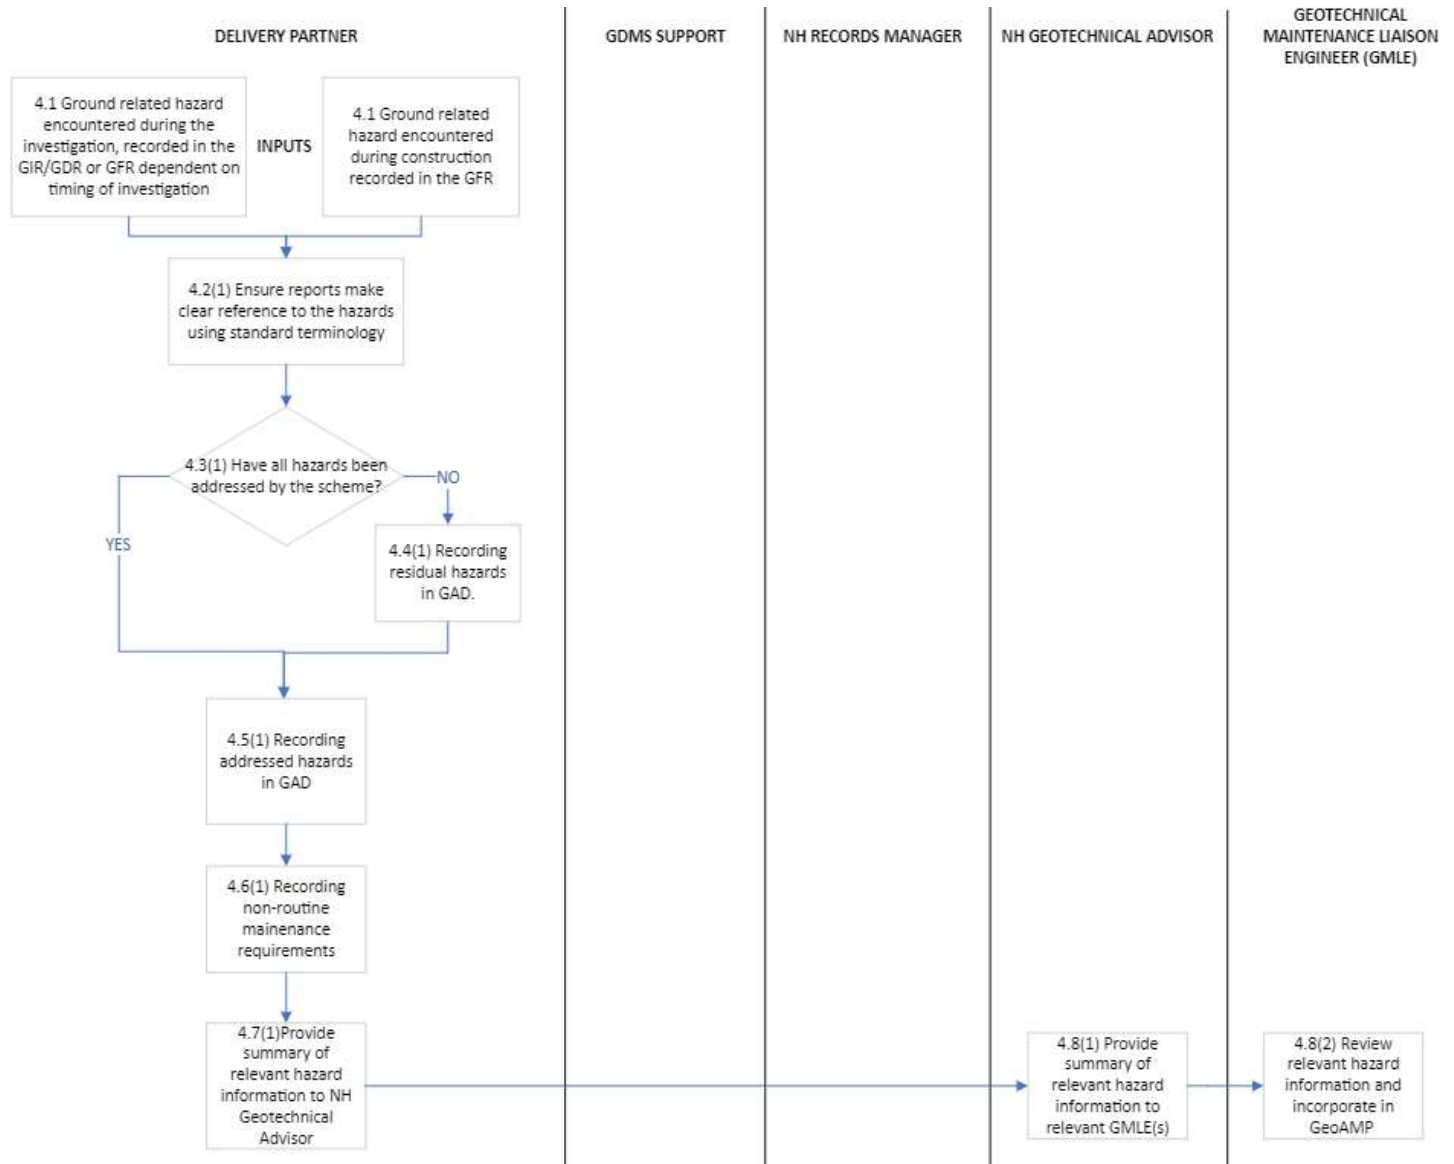 DELIVERY PARTNER
GDMS SUPPORT
NH RECORDS MANAGER
NH GEOTECHNICAL ADVISOR
GEOTECHNICAL
MAINTENANCE LIAISON
ENGINEER (GMLE)
4.1 Ground related hazard
encountered during the
investigation, recorded in the
GIR/GDR or GFR dependent on
timing of investigation
INPUTS
4.1 Ground related
hazard encountered
during construction
recorded in the GFR
4.2(1) Ensure reports make
clear reference to the hazards
using standard terminology
4.3(1) Have all hazards been
addressed by the scheme?
NO
YES
4.4(1) Recording
residual hazards
in GAD.
4.5(1) Recording
addressed hazards
in GAD
4.6(1) Recording
non-routine
mainenance
requirements
4.7(1)Provide
summary of
relevant hazard
information to NH
Geotechnical
Advisor
4.8(1) Provide
summary of
relevant hazard
information to
relevant GMLE(s)
4.8(2) Review
relevant hazard
information and
incorporate in
GeoAMP